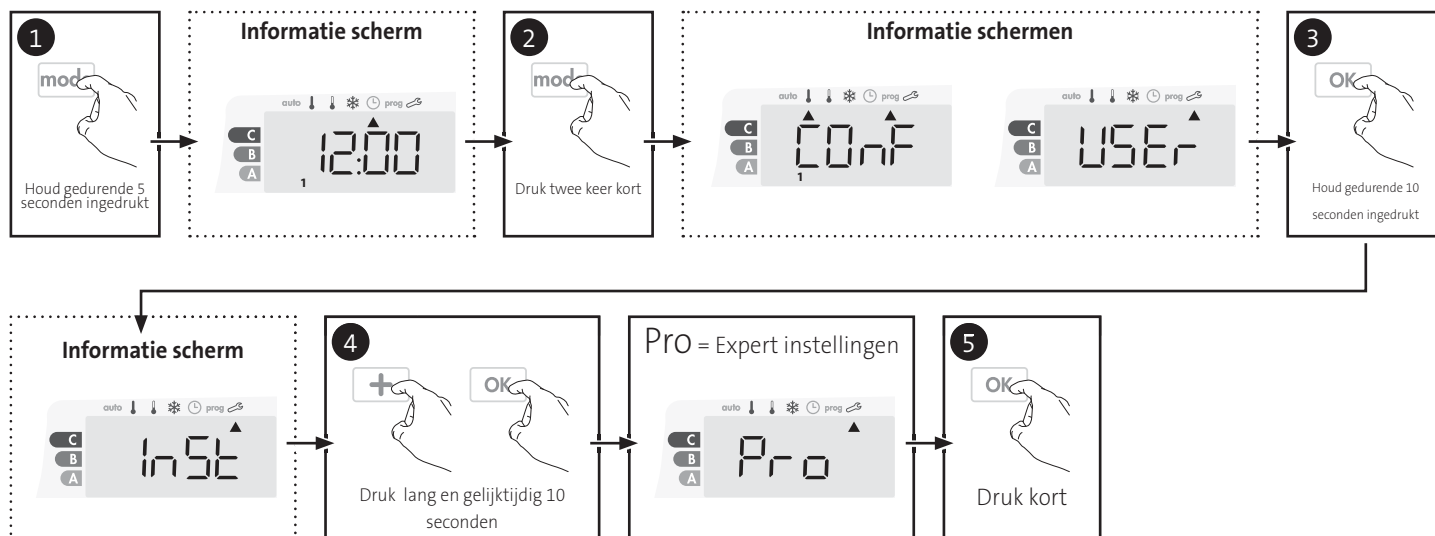 1
mod
Houd gedurende 5
seconden ingedrukt
Informatie scherm
auto prog
C
B
A
12:00
1
2
mod
Druk twee keer kort
Informatie schermen
auto prog
C
B
A
COnF
1
auto prog
C
B
A
USEr
3
OK
Houd gedurende 10
seconden ingedrukt
Informatie scherm
auto prog
C
B
A
InSt
4
+ OK
Druk lang en gelijktijdig 10
seconden
Pro = Expert instellingen
auto prog
C
B
A
Pro
5
OK
Druk kort